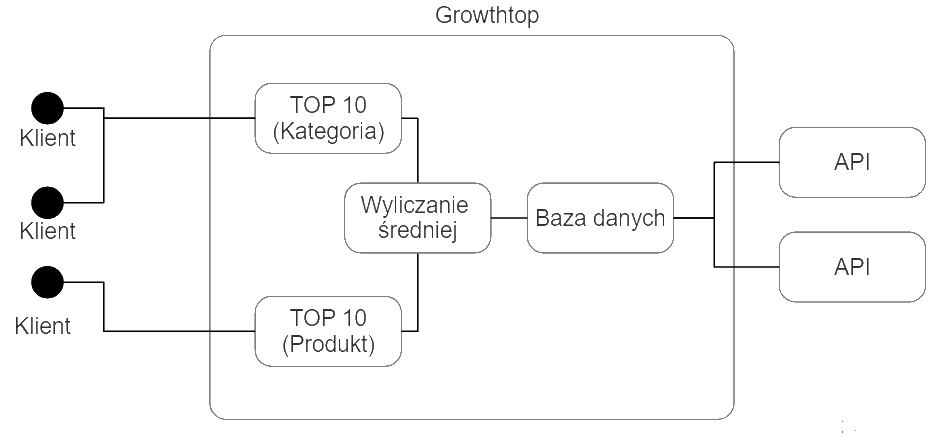 Growthtop
Klient
Klient
Klient
TOP 10
(Kategoria)
Wyliczanie
średniej
Baza danych
TOP 10
(Produkt)
API
API